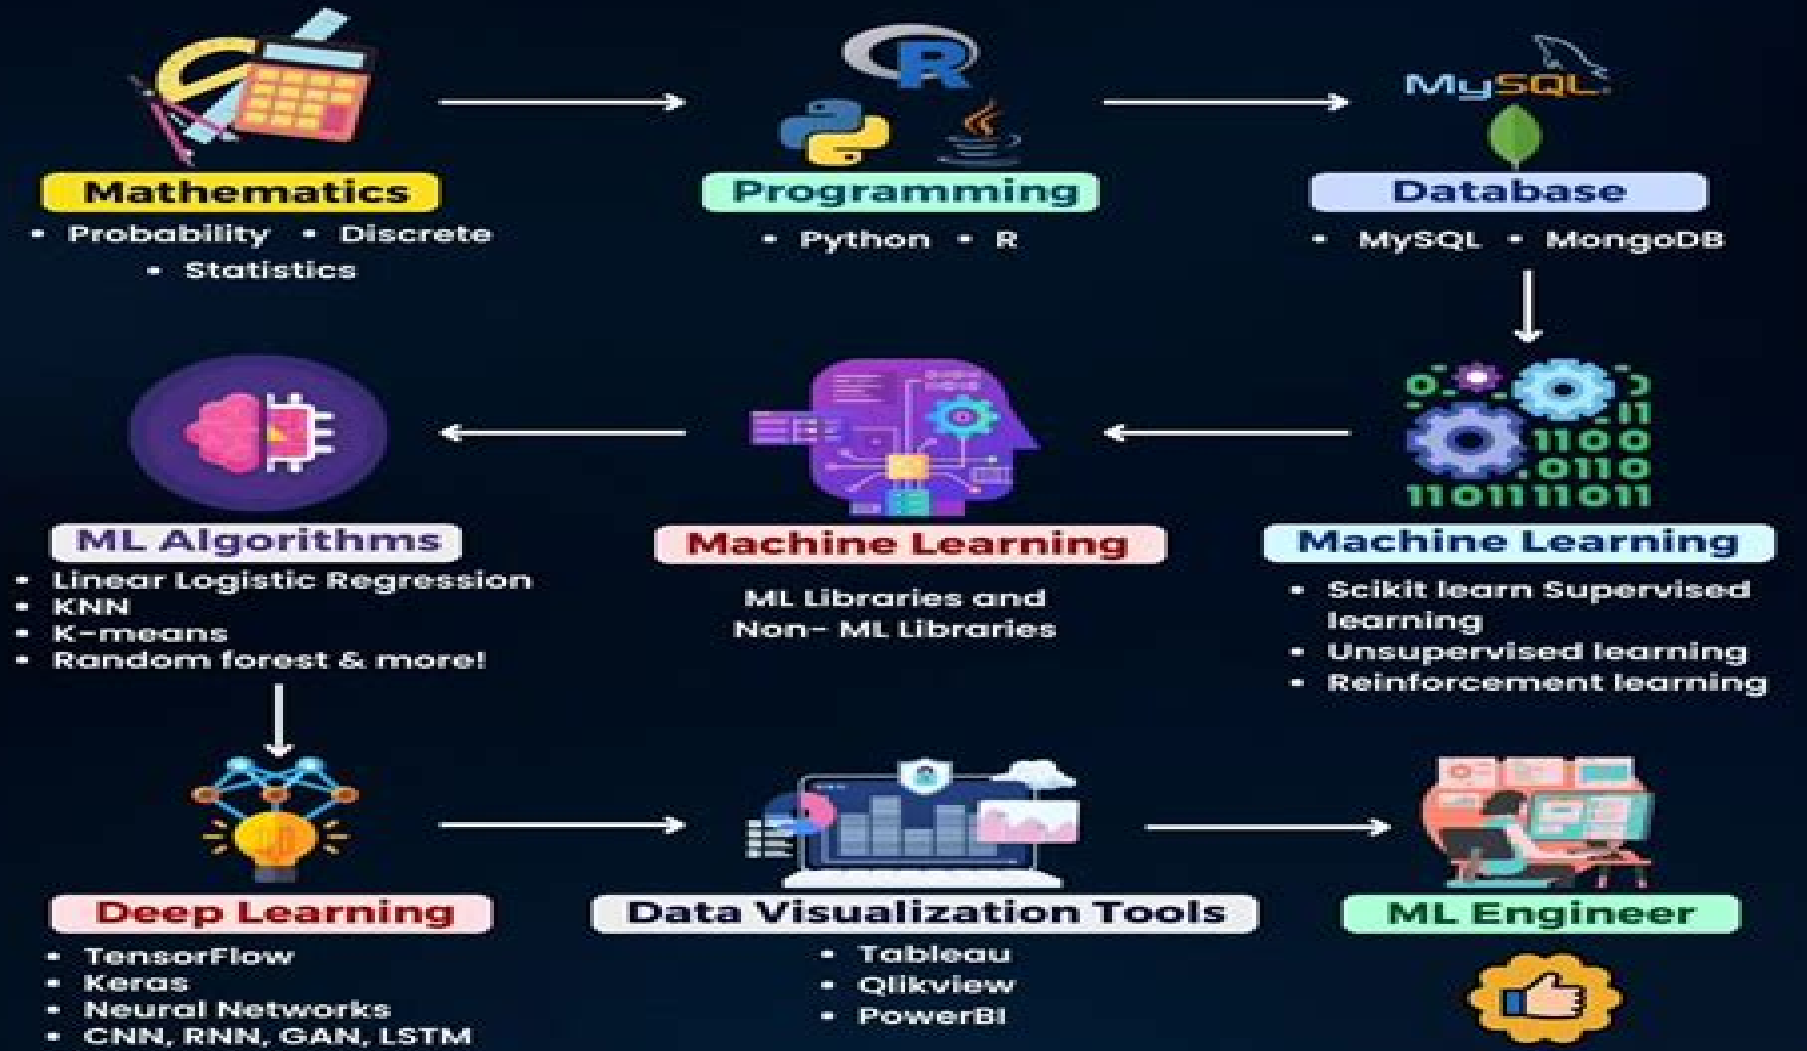 MySQL
Mathematics
• Probability • Discrete
• Statistics
Programming
• Python • R
Database
• MySQL • MongoDB
1100
0110
11011111011
Machine Learning
• Scikit learn Supervised
learning
• Unsupervised learning
• Reinforcement learning
Machine Learning
ML Libraries and
Non- ML Libraries
ML Algorithms
• Linear Logistic Regression
• KNN
• K-means
• Random forest & more!
Deep Learning
• TensorFlow
• Keras
• Neural Networks
• CNN, RNN, GAN, LSTM
Data Visualization Tools
• Tableau
• Qlikview
• PowerBI
ML Engineer